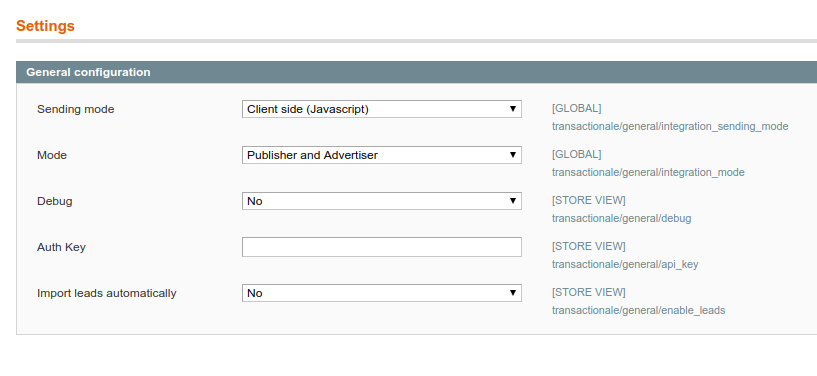 Settings
General configuration
Sending mode Client side (Javascript) [GLOBAL]
transactionale/general/integration_sending_mode
Mode Publisher and Advertiser [GLOBAL]
transactionale/general/integration_mode
Debug No [STORE VIEW]
transactionale/general/debug
Auth Key [STORE VIEW]
transactionale/general/api_key
Import leads automatically No [STORE VIEW]
transactionale/general/enable_leads